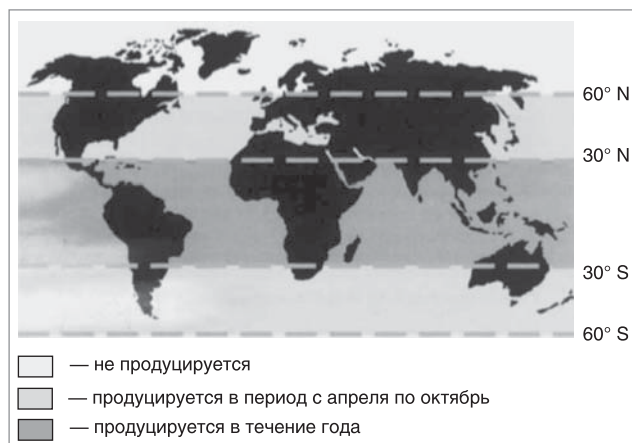 60° N
30° N
30° S
60° S
— не продуцируется
— продуцируется в период с апреля по октябрь
— продуцируется в течение года